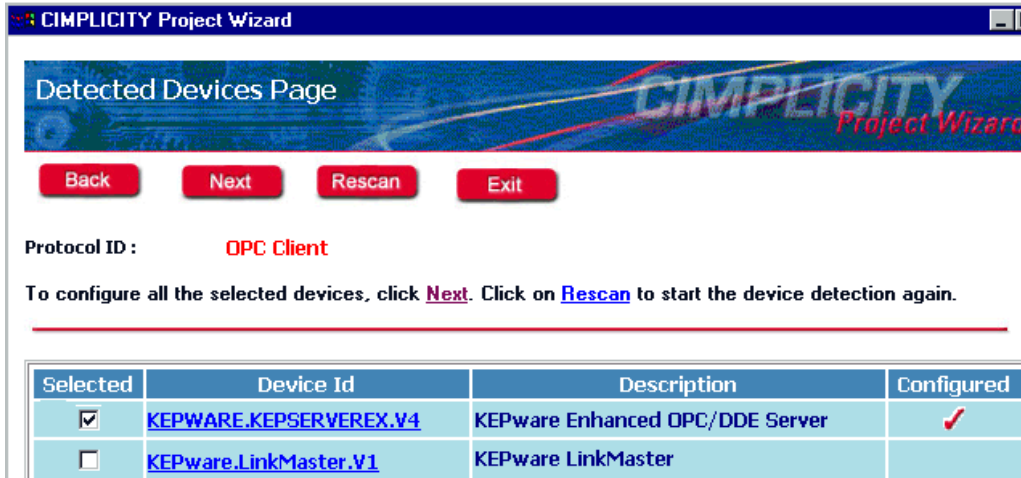 CIMPLICITY Project Wizard
Detected Devices Page
CIMPLICITY
Project Wizard
Back Next Rescan Exit
Protocol ID : OPC Client
To configure all the selected devices, click Next. Click on Rescan to start the device detection again.
Selected Device Id Description Configured
KEPWARE.KEPSERVEREX.V4 KEPware Enhanced OPC/DDE Server
KEPware.LinkMaster.V1 KEPware LinkMaster